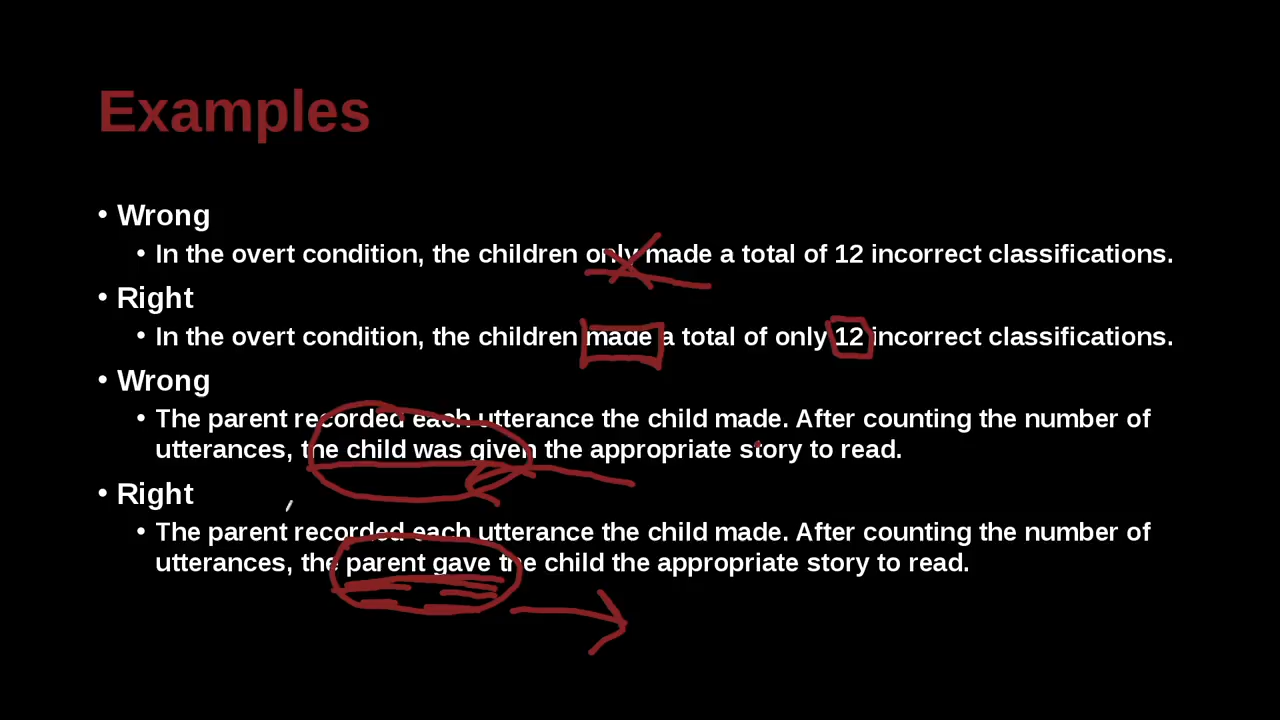 Examples
• Wrong
• In the overt condition, the children only made a total of 12 incorrect classifications.
• Right
• In the overt condition, the children made a total of only 12 incorrect classifications.
• Wrong
• The parent recorded each utterance the child made. After counting the number of
utterances, the child was given the appropriate story to read.
• Right
• The parent recorded each utterance the child made. After counting the number of
utterances, the parent gave the child the appropriate story to read.